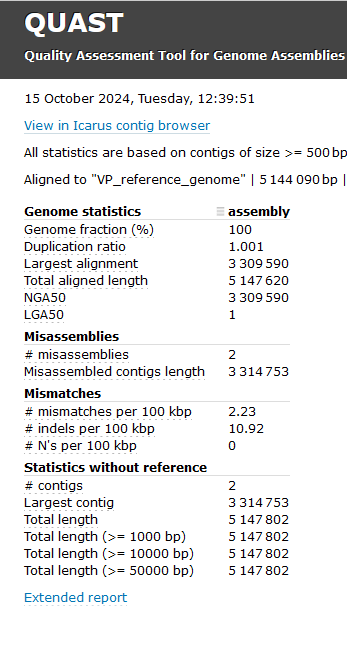 QUAST
Quality Assessment Tool for Genome Assemblies
15 October 2024, Tuesday, 12:39:51
View in Icarus contig browser
All statistics are based on contigs of size >= 500 bp
Aligned to "VP_reference_genome" | 5 144 090 bp |
Genome statistics assembly
Genome fraction (%) 100
Duplication ratio 1.001
Largest alignment 3 309 590
Total aligned length 5 147 620
NGA50 3 309 590
LGA50 1
Misassemblies
# misassemblies 2
Misassembled contigs length 3 314 753
Mismatches
# mismatches per 100 kbp 2.23
# indels per 100 kbp 10.92
# N's per 100 kbp 0
Statistics without reference
# contigs 2
Largest contig 3 314 753
Total length 5 147 802
Total length (>= 1000 bp) 5 147 802
Total length (>= 10000 bp) 5 147 802
Total length (>= 50000 bp) 5 147 802
Extended report